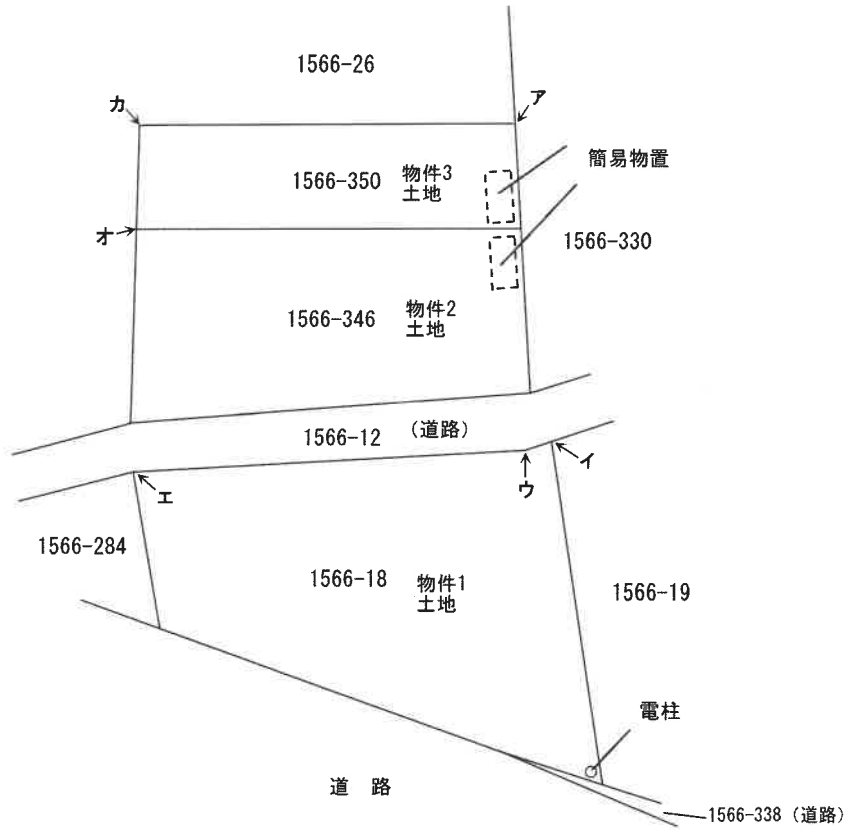 1566-26
カ
ア
1566-350
物件3
土地
簡易物置
オ
1566-330
1566-346
物件2
土地
1566-12
(道路)
イ
ウ
エ
1566-284
1566-18
物件1
土地
1566-19
電柱
道 路
1566-338(道路)